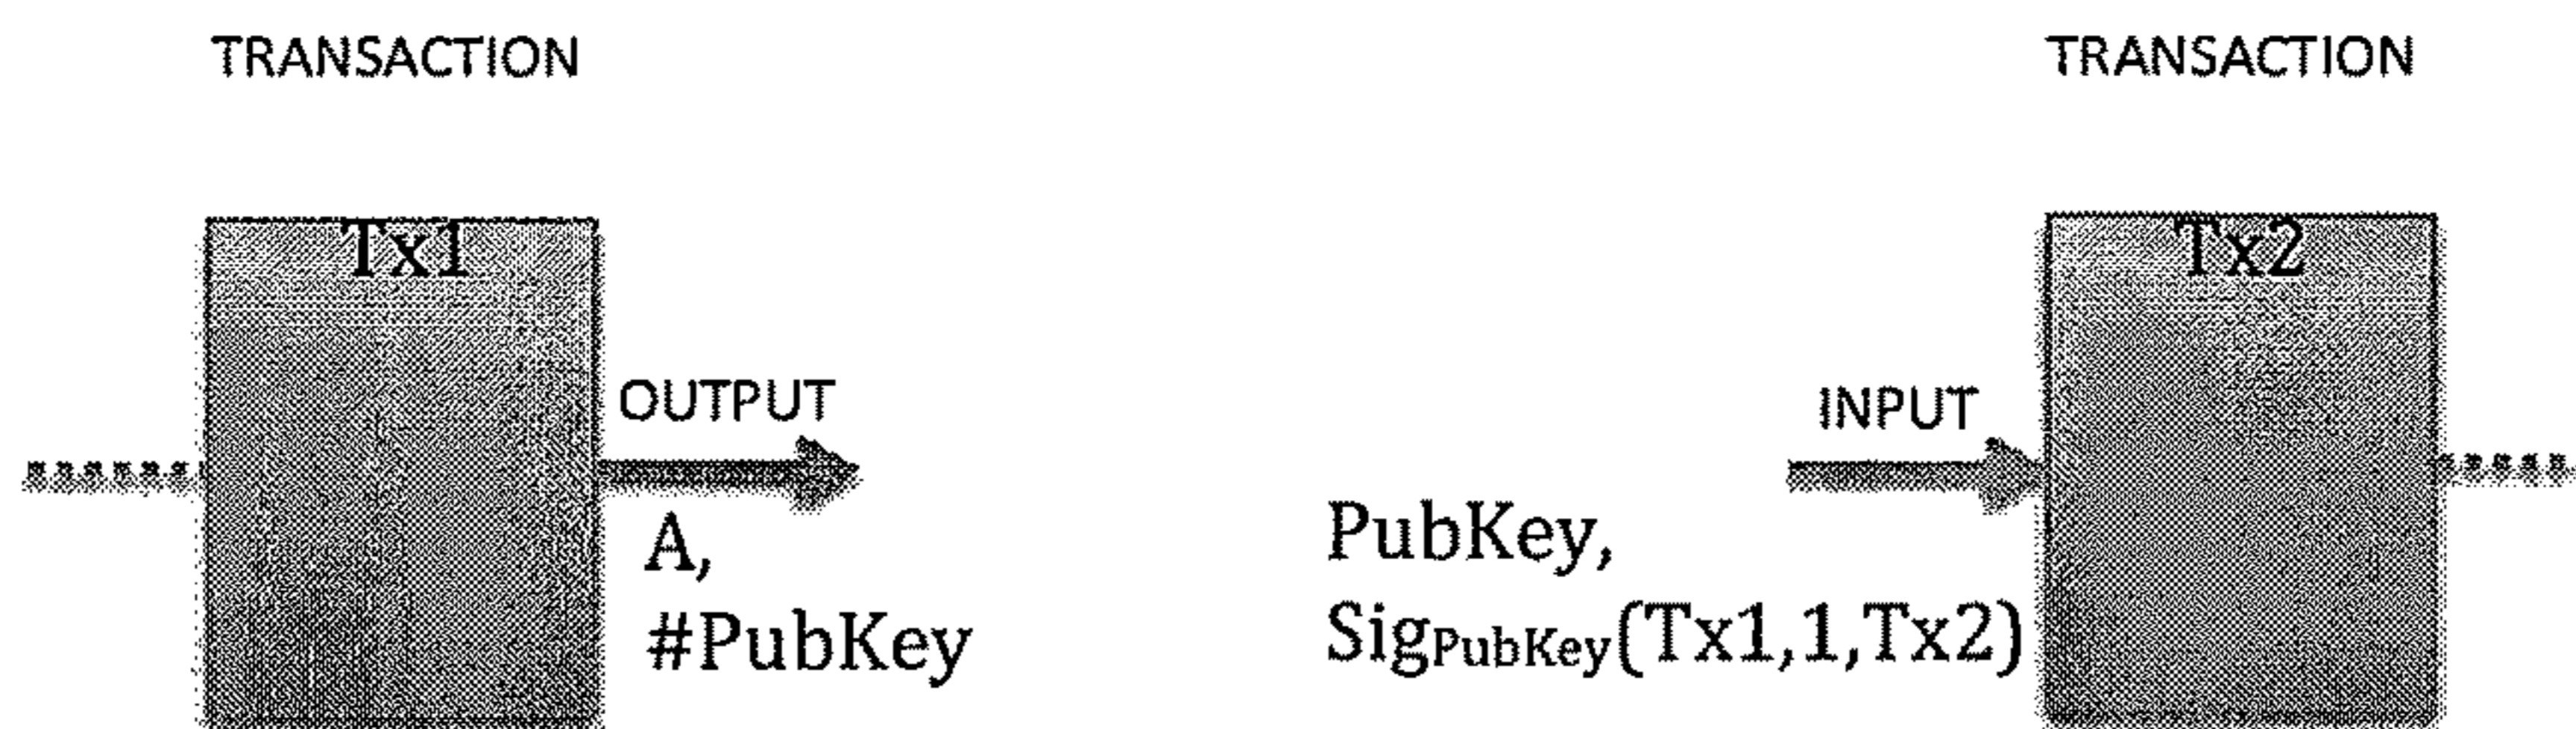 TRANSACTION
TRANSACTION
Tx1
Tx2
OUTPUT
INPUT
A,
#PubKey
PubKey,
SigPubKey(Tx1,1,Tx2)